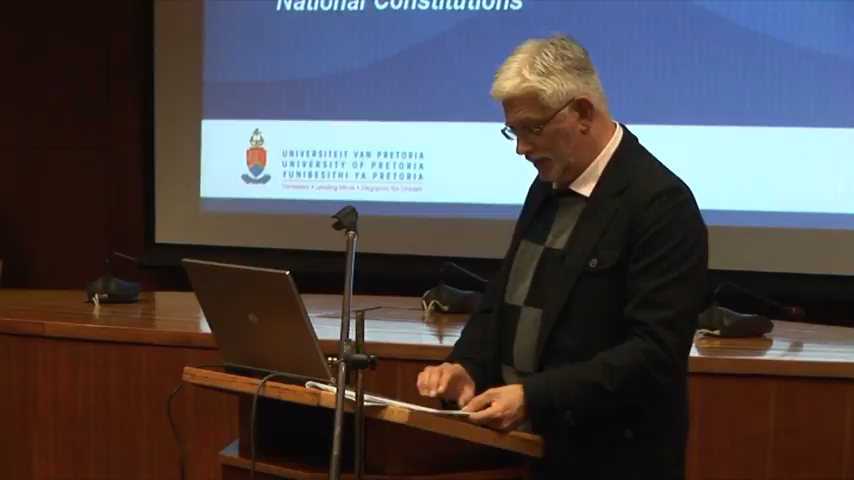 National Constitutions
UNIVERSITEIT VAN PRETORIA
UNIVERSITY OF PRETORIA
YUNIBESITHI YA PRETORIA